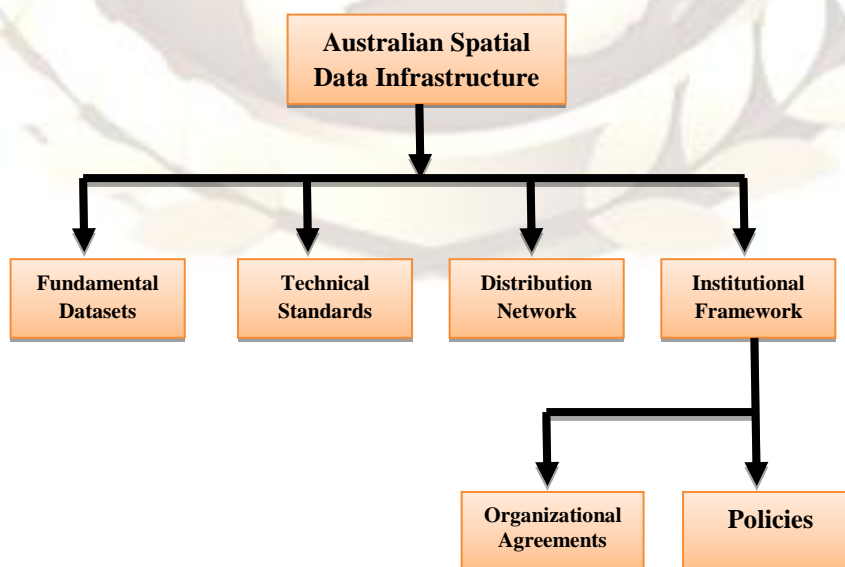 Australian Spatial
Data Infrastructure
Fundamental
Datasets
Technical
Standards
Distribution
Network
Institutional
Framework
Organizational
Agreements
Policies